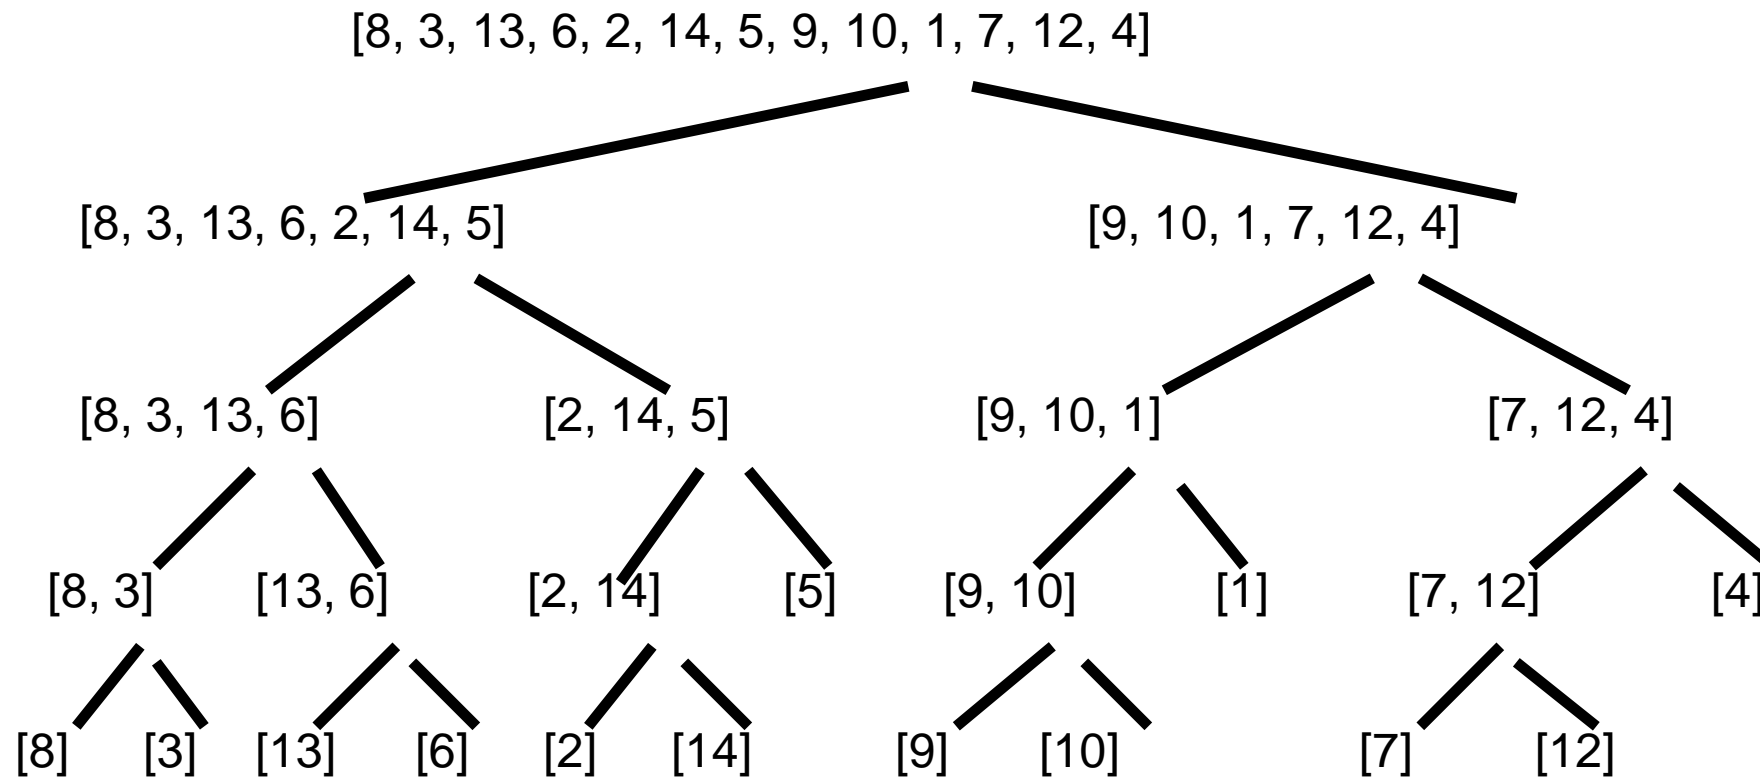 [8, 3, 13, 6, 2, 14, 5, 9, 10, 1, 7, 12, 4]
[8, 3, 13, 6, 2, 14, 5] [9, 10, 1, 7, 12, 4]
[8, 3, 13, 6] [2, 14, 5] [9, 10, 1] [7, 12, 4]
[8, 3] [13, 6] [2, 14] [5] [9, 10] [1] [7, 12] [4]
[8] [3] [13] [6] [2] [14] [9] [10] [7] [12]